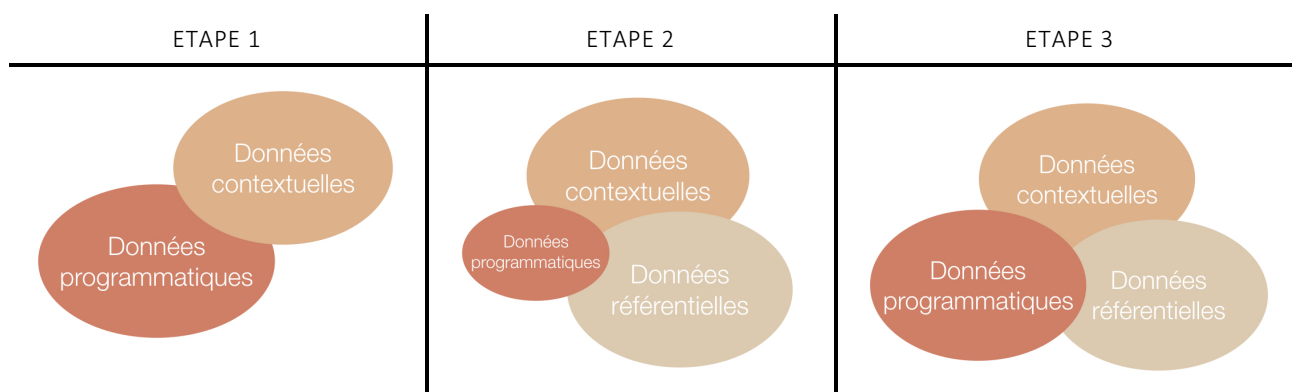 ETAPE 1
ETAPE 2
ETAPE 3
Données
contextuelles
Données
programmatiques
Données
contextuelles
Données
programmatiques
Données
référentielles
Données
contextuelles
Données
programmatiques
Données
référentielles